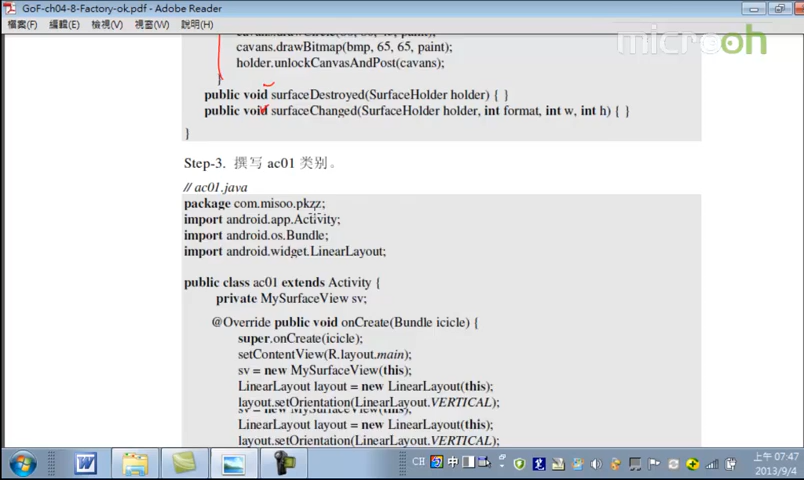 GoF-ch04-8-Factory-ok.pdf - Adobe Reader
檔案(F) 編輯(E) 檢視(V) 視窗(W) 說明(H)
microoh
cavans.drawBitmap(bmp, 65, 65, paint);
holder.unlockCanvasAndPost(cavans);
}
public void surfaceDestroyed(SurfaceHolder holder) { }
public void surfaceChanged(SurfaceHolder holder, int format, int w, int h) { }
}
Step-3. 撰写 ac01 类别。
// ac01.java
package com.misoo.pkzz;
import android.app.Activity;
import android.os.Bundle;
import android.widget.LinearLayout;
public class ac01 extends Activity {
private MySurfaceView sv;
@Override public void onCreate(Bundle icicle) {
super.onCreate(icicle);
setContentView(R.layout.main);
sv = new MySurfaceView(this);
LinearLayout layout = new LinearLayout(this);
layout.setOrientation(LinearLayout.VERTICAL);
sv = new MySurfaceView(this);
LinearLayout layout = new LinearLayout(this);
layout.setOrientation(LinearLayout.VERTICAL);
CH 中 上午 07:47
2013/9/4